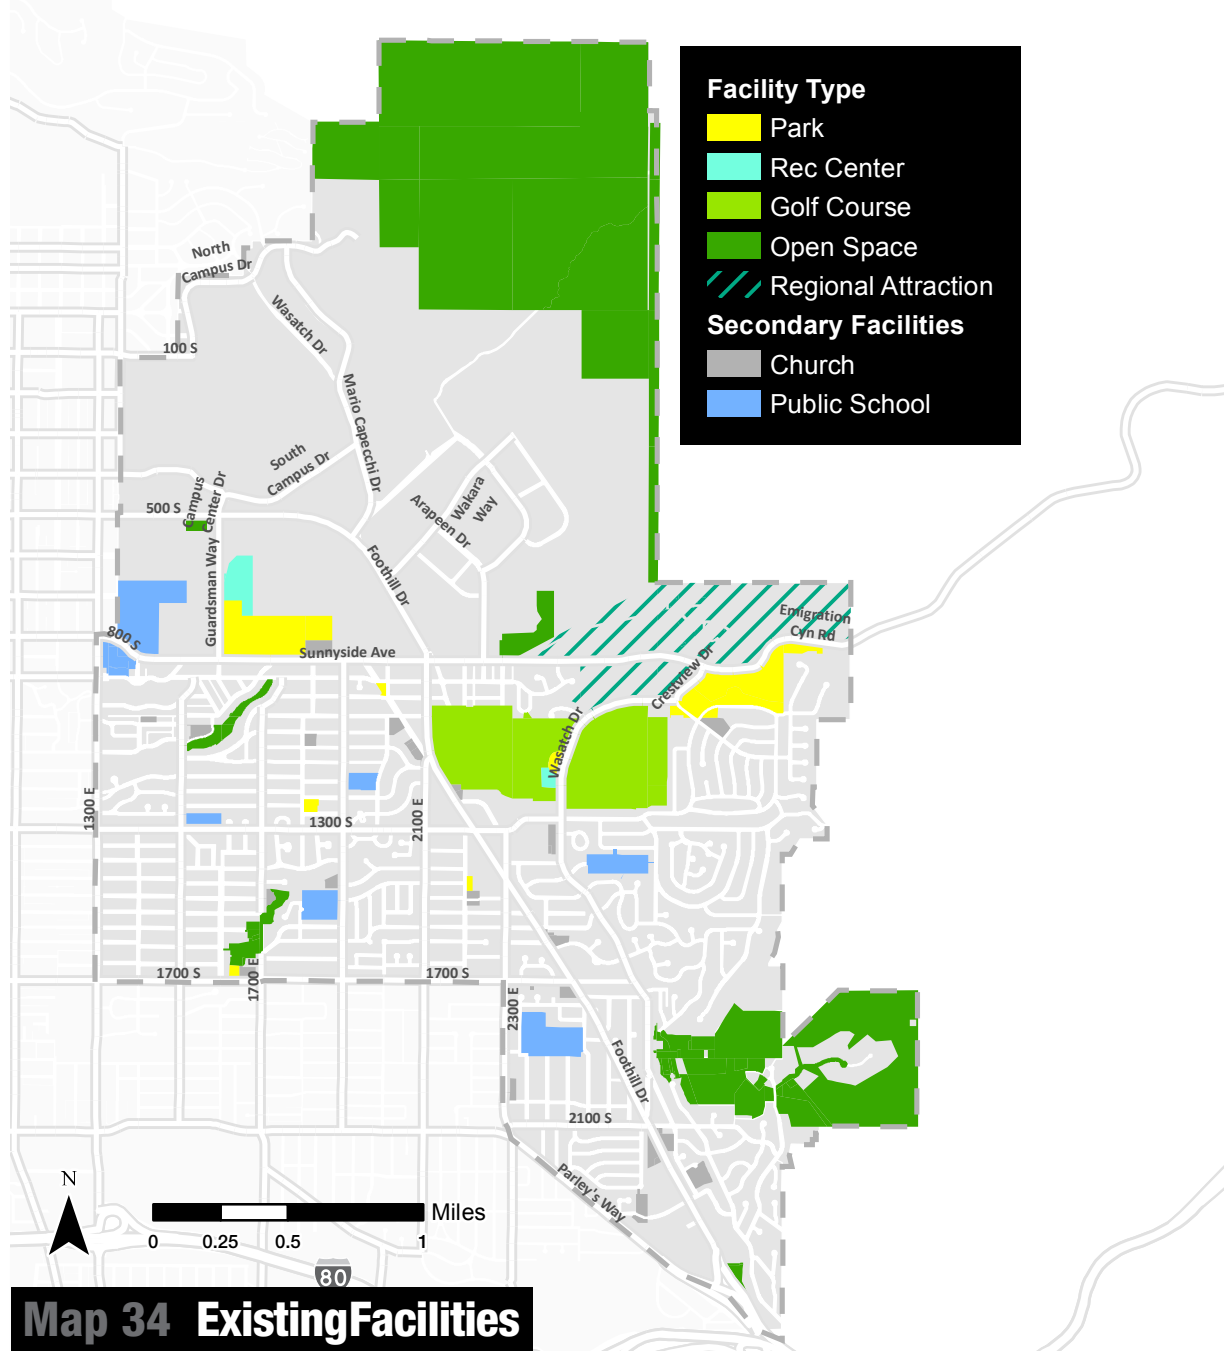 Facility Type
Park
Rec Center
Golf Course
Open Space
Regional Attraction
Secondary Facilities
Church
Public School
North
Campus Dr
Wasatch Dr
100 S
Mario Capecchi Dr
South
Campus Dr
Campus
Center Dr
500 S
Wakara
Way
Arapeen Dr
Guardsman Way
Foothill Dr
800 S
Sunnyside Ave
Emigration
Cyn Rd
Crestview Dr
Wasatch Dr
1300 E
2100 E
1300 S
1700 S
1700 E
1700 S
2300 E
Foothill Dr
2100 S
Parley's Way
N
Miles
0 0.25 0.5 1
80
Map 34 ExistingFacilities